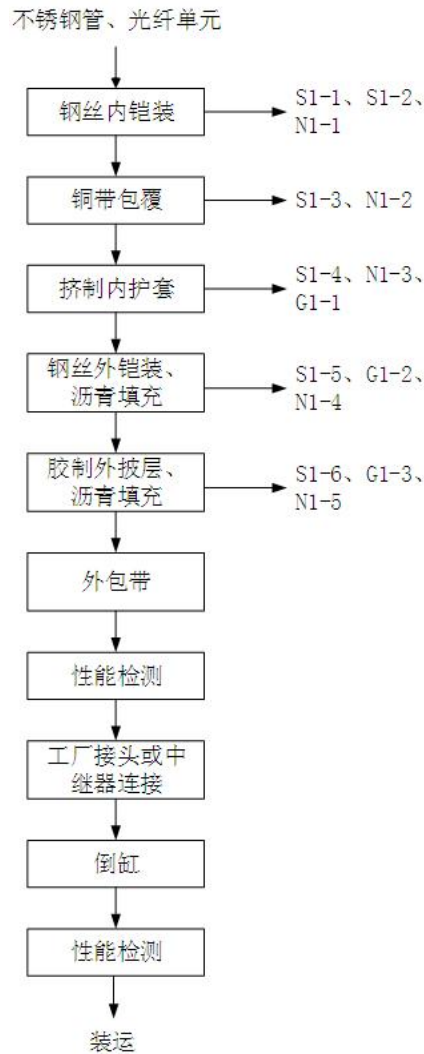 不锈钢管、光纤单元
钢丝内铠装
S1-1、S1-2、
N1-1
铜带包覆
S1-3、N1-2
挤制内护套
S1-4、N1-3、
G1-1
钢丝外铠装、
沥青填充
S1-5、G1-2、
N1-4
胶制外披层、
沥青填充
S1-6、G1-3、
N1-5
外包带
性能检测
工厂接头或中
继器连接
倒缸
性能检测
装运